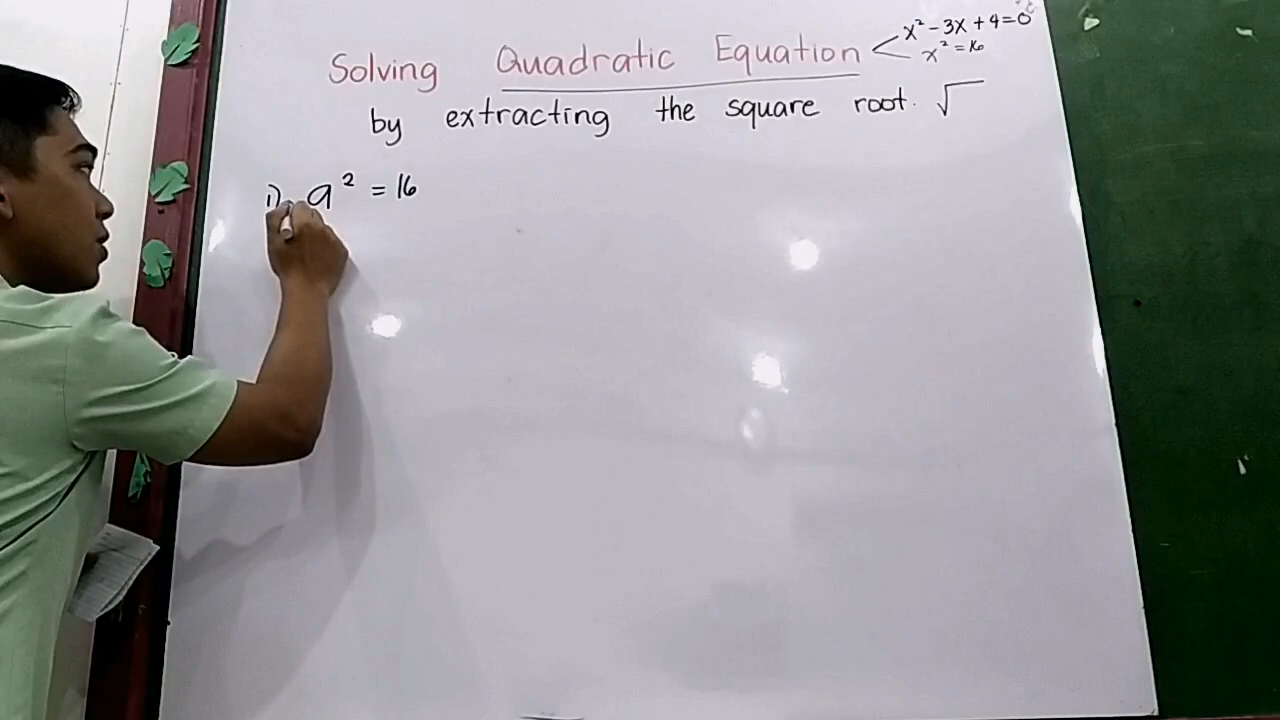 Solving Quadratic Equation < x² - 3x + 4 = 0
x² = 16
by extracting the square root. √
1) a² = 16